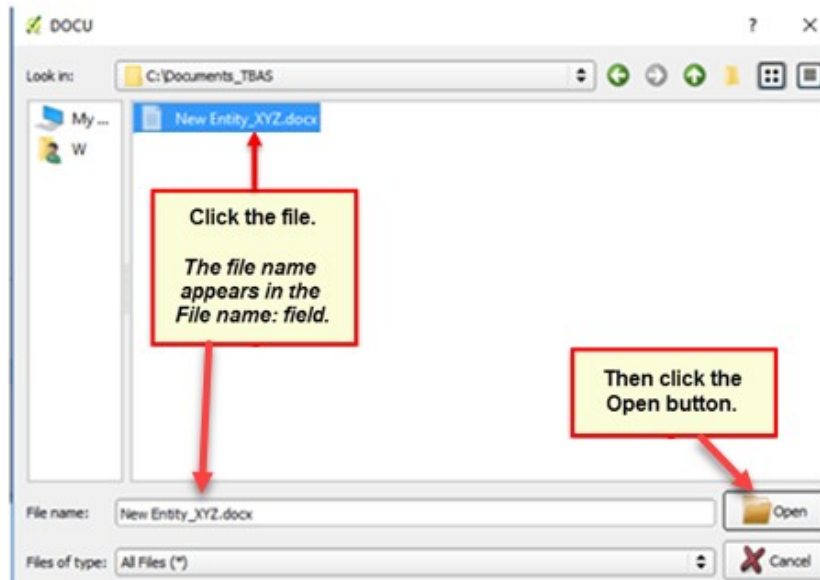 DOCU
Look in: C:\Documents_TBAS
My ...
W
New Entity_XYZ.docx
Click the file.
The file name
appears in the
File name: field.
Then click the
Open button.
File name: New Entity_XYZ.docx Open
Files of type: All Files (*) Cancel